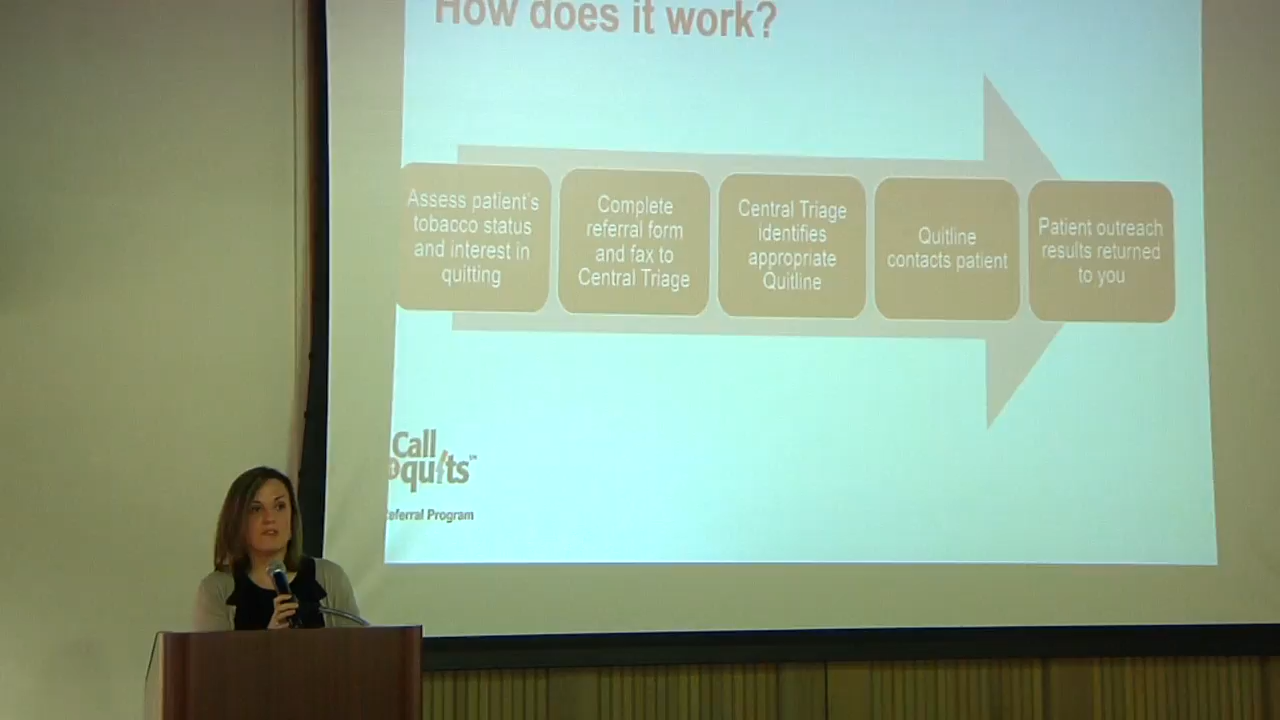 How does it work?
Assess patient's
tobacco status
and interest in
quitting
Complete
referral form
and fax to
Central Triage
Central Triage
identifies
appropriate
Quitline
Quitline
contacts patient
Patient outreach
results returned
to you
Call
quits
Program